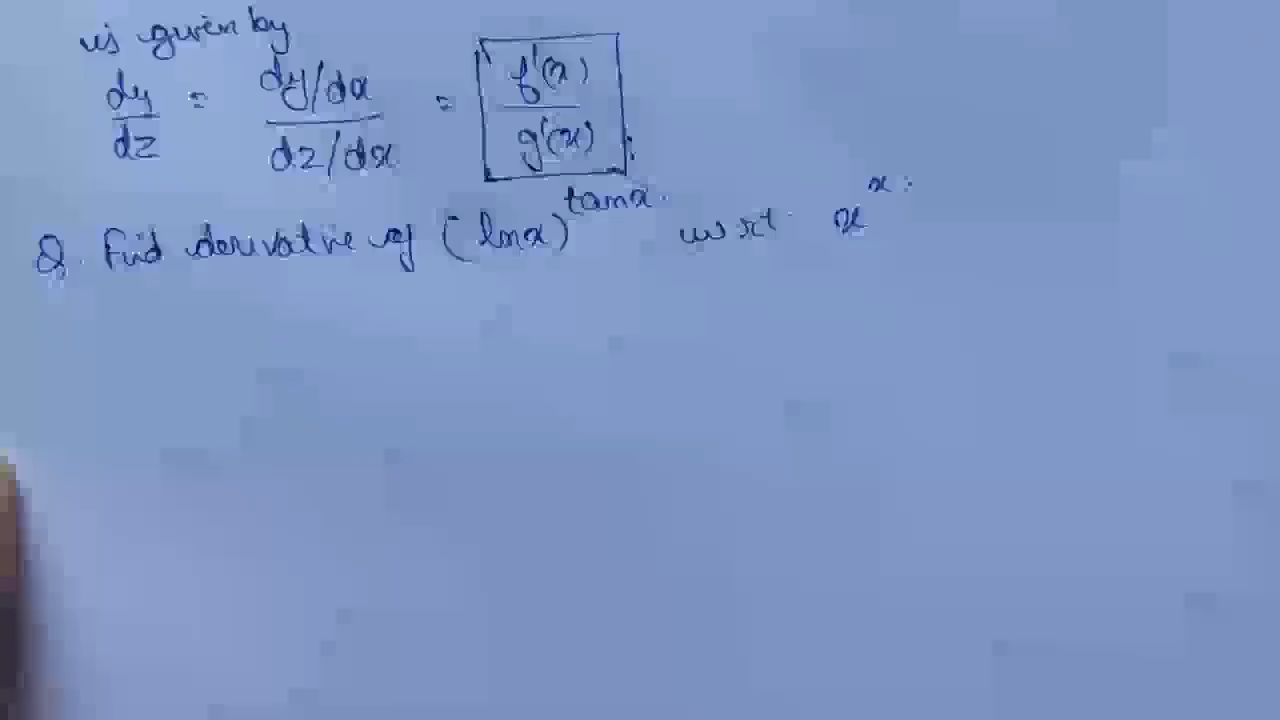 is given by
dy/dz = (dy/dx)/(dz/dx) = f'(x)/g'(x)
Q. Find derivative of (lnx)^tanx. w.r.t. x^x.